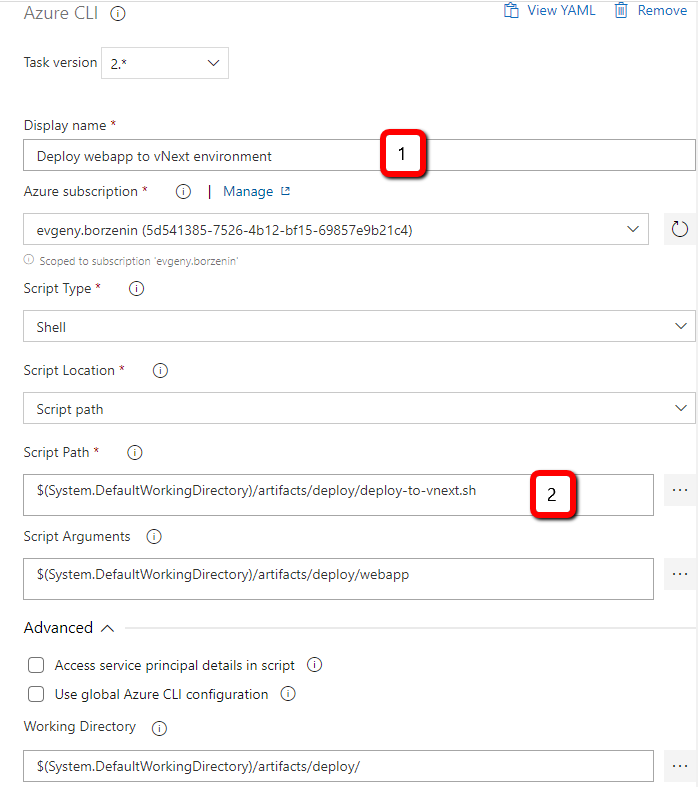 Azure CLI View YAML Remove
Task version 2.*
Display name *
Deploy webapp to vNext environment 1
Azure subscription * | Manage
evgeny.borzenin (5d541385-7526-4b12-bf15-69857e9b21c4)
Scoped to subscription 'evgeny.borzenin'
Script Type *
Shell
Script Location *
Script path
Script Path *
$(System.DefaultWorkingDirectory)/artifacts/deploy/deploy-to-vnext.sh 2
Script Arguments
$(System.DefaultWorkingDirectory)/artifacts/deploy/webapp
Advanced
Access service principal details in script
Use global Azure CLI configuration
Working Directory
$(System.DefaultWorkingDirectory)/artifacts/deploy/